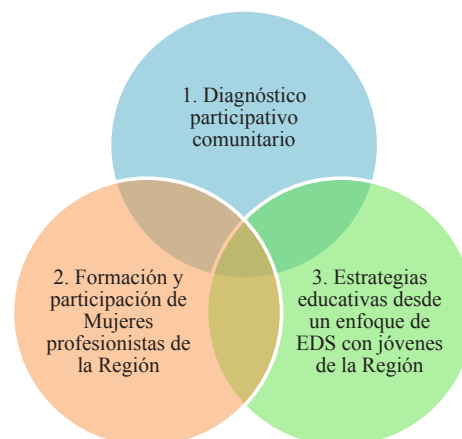 1. Diagnóstico
participativo
comunitario
2. Formación y
participación de
Mujeres
profesionistas de
la Región
3. Estrategias
educativas desde
un enfoque de
EDS con jóvenes
de la Región